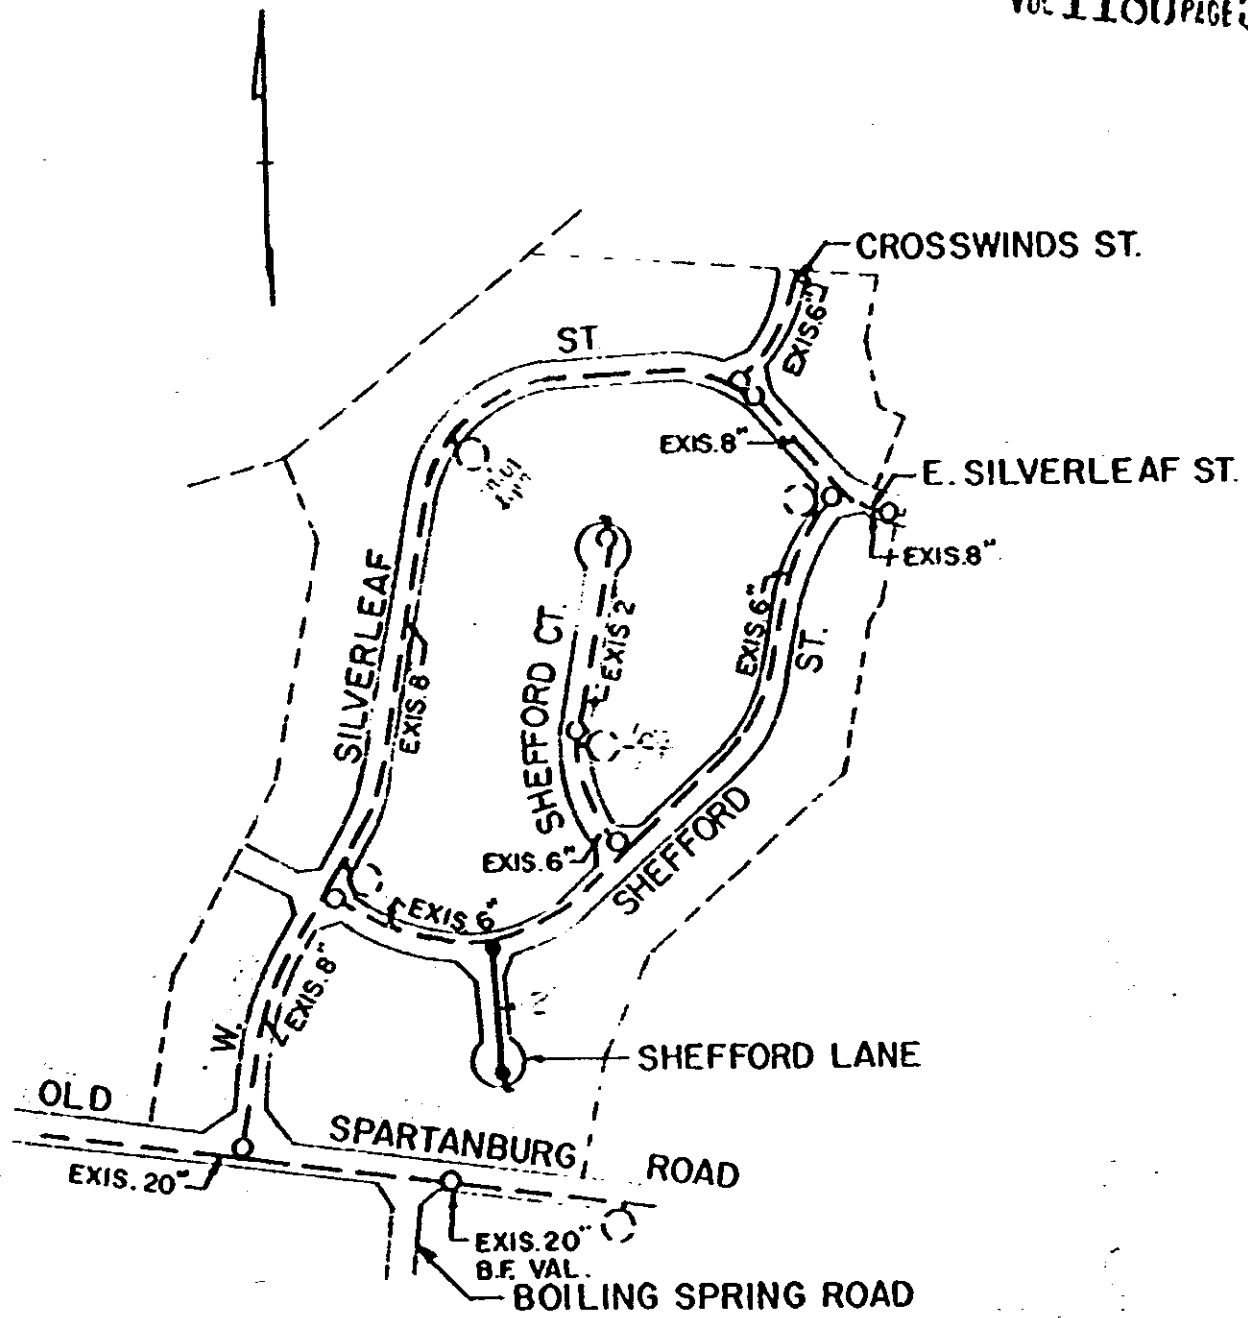 VOL 1180 PAGE
CROSSWINDS ST.
ST
EXIS.6"
EXIS.8"
E. SILVERLEAF ST.
EXIS.8"
SILVERLEAF
EXIS.8
SHEFFORD CT.
EXIS 2
EXIS.6"
ST.
EXIS.6"
SHEFFORD
EXIS.6"
EXIS.8"
W.
2"
SHEFFORD LANE
OLD
SPARTANBURG
ROAD
EXIS.20"
EXIS.20"
B.F. VAL.
BOILING SPRING ROAD